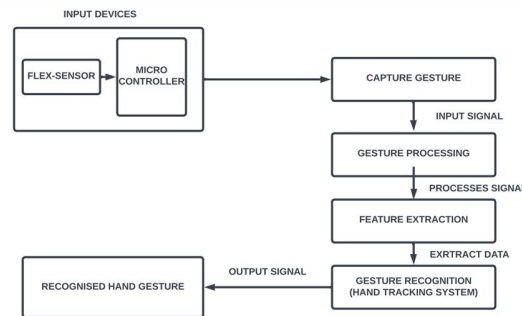 INPUT DEVICES
FLEX-SENSOR
MICRO
CONTROLLER
CAPTURE GESTURE
INPUT SIGNAL
GESTURE PROCESSING
PROCESSES SIGNA
FEATURE EXTRACTION
EXRTRACT DATA
GESTURE RECOGNITION
(HAND TRACKING SYSTEM)
OUTPUT SIGNAL
RECOGNISED HAND GESTURE